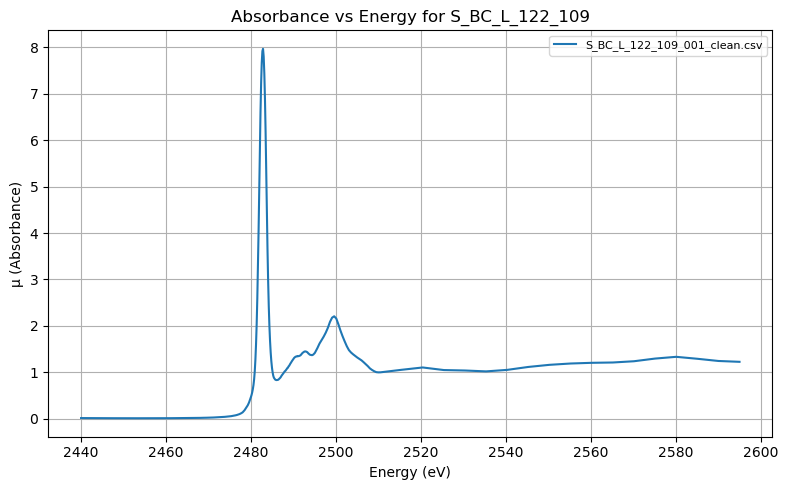 Absorbance vs Energy for S_BC_L_122_109
S_BC_L_122_109_001_clean.csv
8
7
6
5
4
3
2
1
0
μ (Absorbance)
2440 2460 2480 2500 2520 2540 2560 2580 2600
Energy (eV)